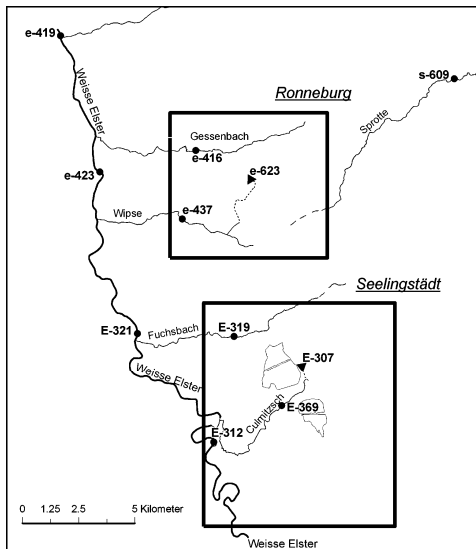 e-419
Weisse Elster
s-609
Ronneburg
Sprotte
Gessenbach
e-416
e-423
e-623
Wipse
e-437
Seelingstädt
E-321
Fuchsbach
E-319
Weisse Elster
E-307
Culmitzsch
E-369
E-312
0 1.25 2.5 5 Kilometer
Weisse Elster